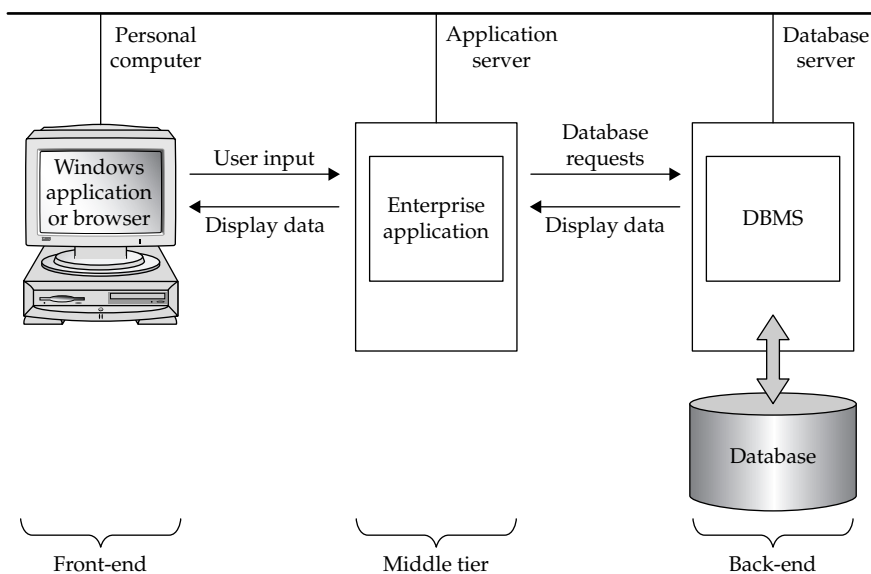 Personal
computer
Application
server
Database
server
Windows
application
or browser
User input
Display data
Enterprise
application
Database
requests
Display data
DBMS
Database
Front-end
Middle tier
Back-end